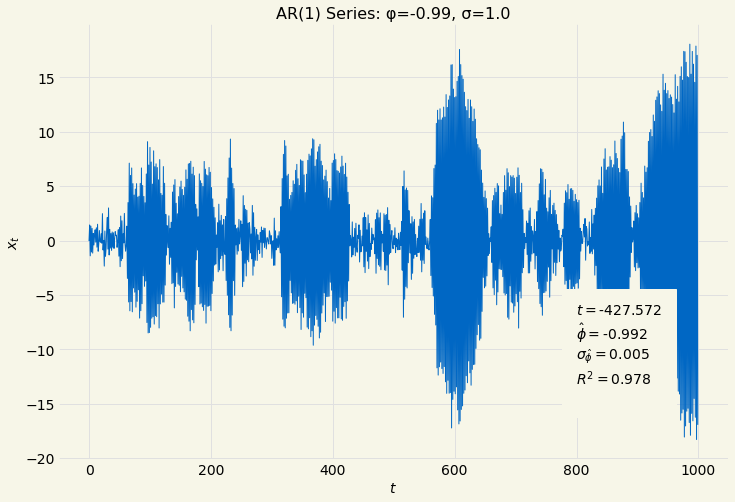 AR(1) Series: φ=-0.99, σ=1.0
15
10
5
0
−5
−10
−15
−20
x_t
t = -427.572
ϕ̂ = -0.992
σ_ϕ̂ = 0.005
R² = 0.978
0 200 400 600 800 1000
t